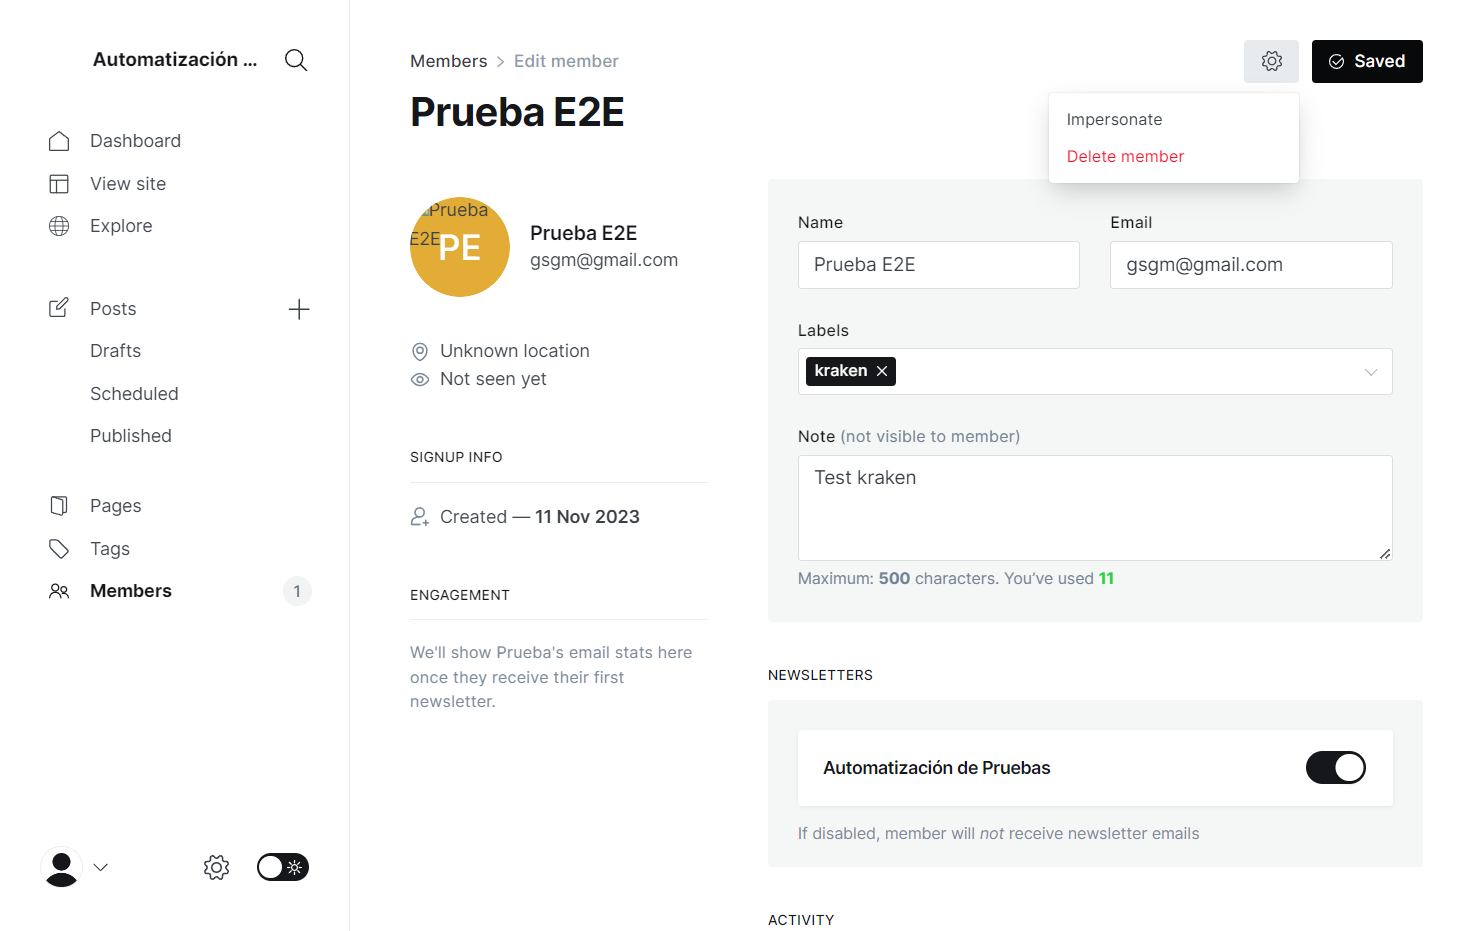 Automatización ...
Dashboard
View site
Explore
Posts
Drafts
Scheduled
Published
Pages
Tags
Members 1
Members > Edit member
Prueba E2E
Saved
Impersonate
Delete member
Prueba
E2E
PE
Prueba E2E
gsgm@gmail.com
Unknown location
Not seen yet
SIGNUP INFO
Created — 11 Nov 2023
ENGAGEMENT
We'll show Prueba's email stats here
once they receive their first
newsletter.
Name
Prueba E2E
Email
gsgm@gmail.com
Labels
kraken
Note (not visible to member)
Test kraken
Maximum: 500 characters. You’ve used 11
NEWSLETTERS
Automatización de Pruebas
If disabled, member will not receive newsletter emails
ACTIVITY